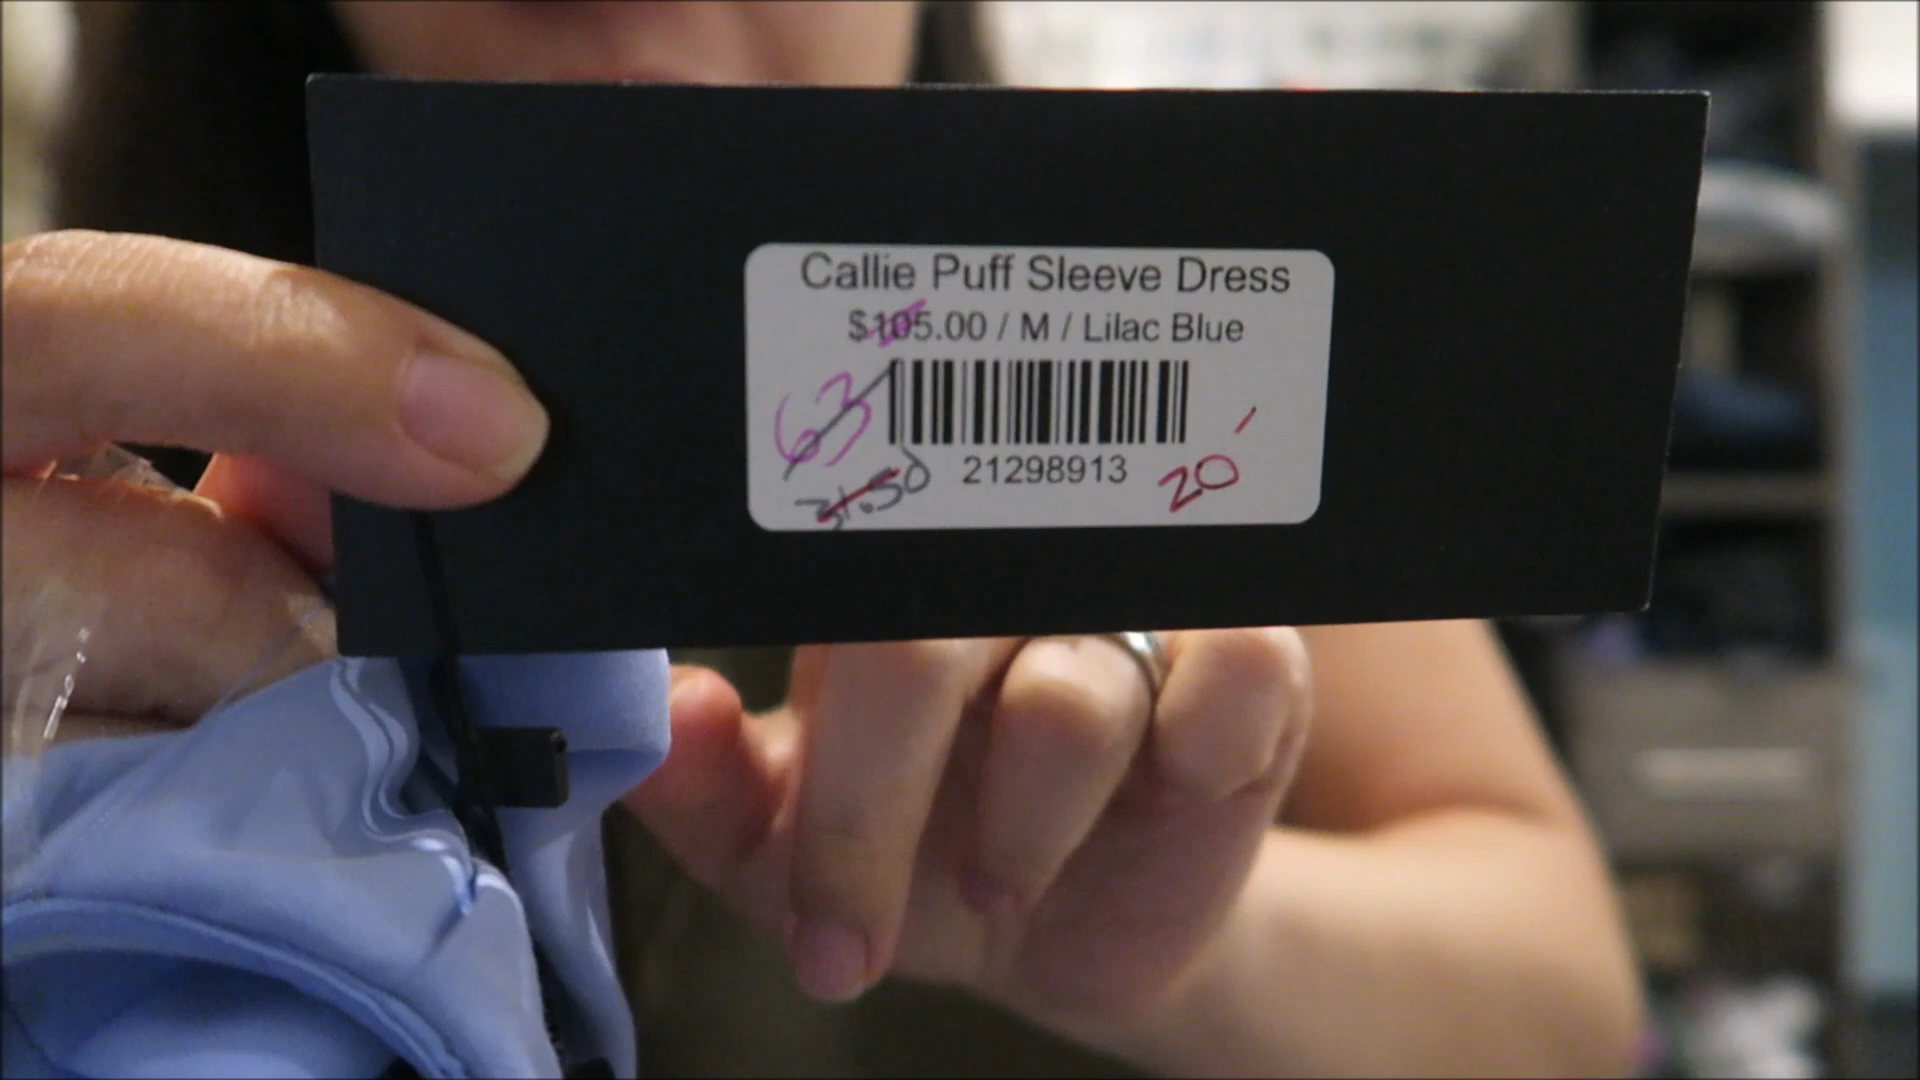 Callie Puff Sleeve Dress
$105.00 / M / Lilac Blue
63
31.50
21298913
20